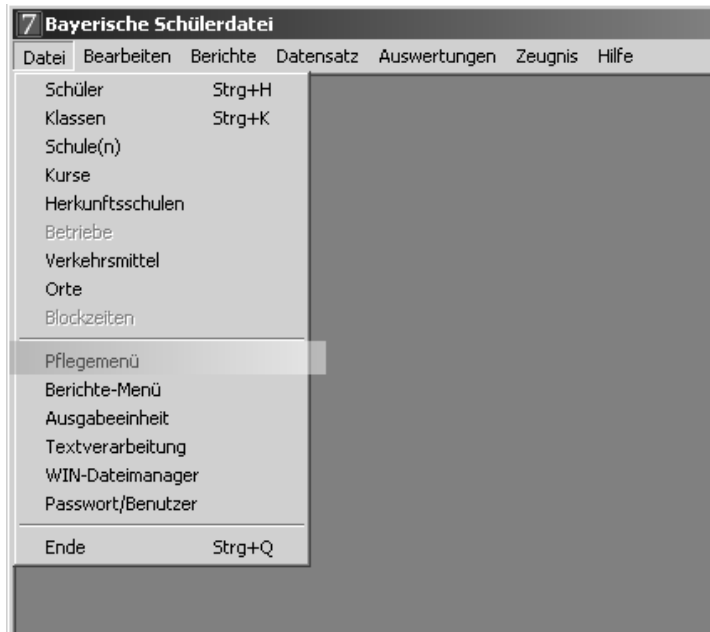 7 Bayerische Schülerdatei
Datei Bearbeiten Berichte Datensatz Auswertungen Zeugnis Hilfe
Schüler Strg+H
Klassen Strg+K
Schule(n)
Kurse
Herkunftsschulen
Betriebe
Verkehrsmittel
Orte
Blockzeiten
Pflegemenü
Berichte-Menü
Ausgabeeinheit
Textverarbeitung
WIN-Dateimanager
Passwort/Benutzer
Ende Strg+Q